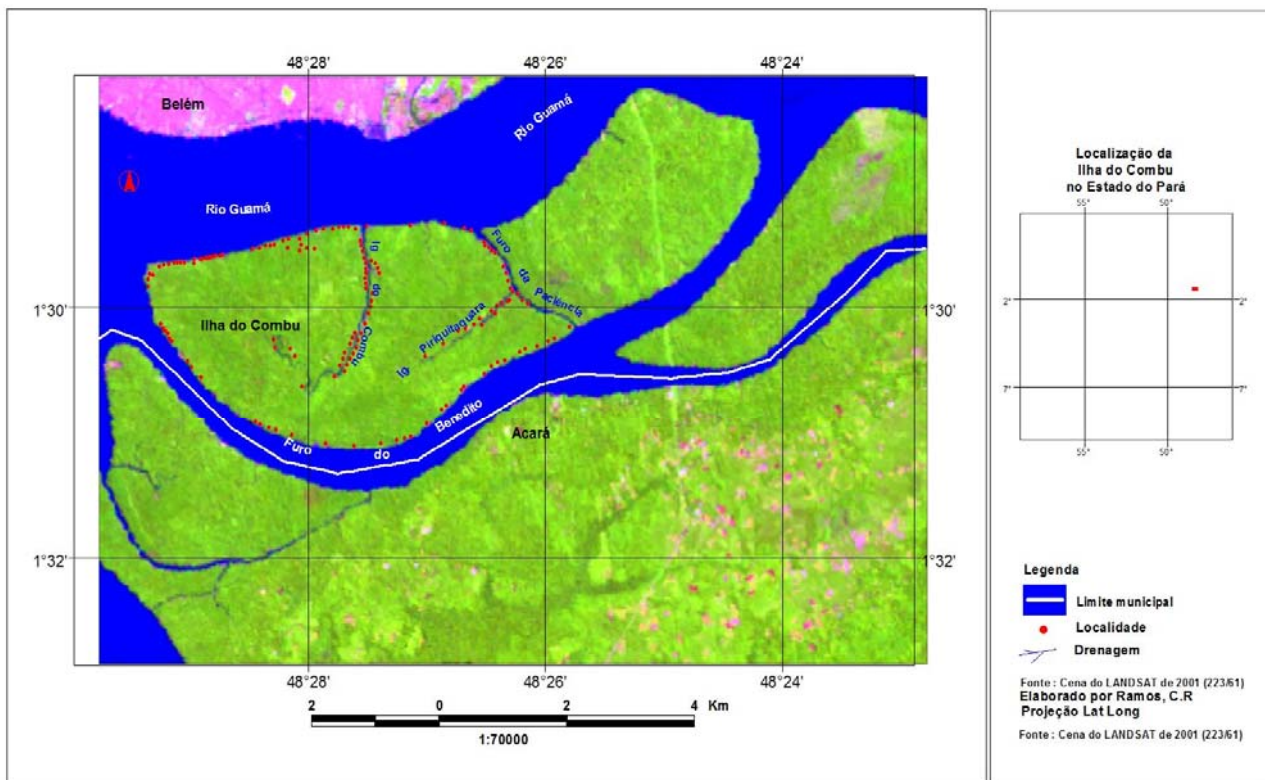 48°28' 48°26' 48°24'
Belém
Rio Guamá
Rio Guamá
Furo da Paciência
Ig do Combu
1°30' 1°30'
Ilha do Combu
Ig Piriquitaquara
Furo do Benedito
Acará
1°32' 1°32'
48°28' 48°26' 48°24'
2 0 2 4 Km
1:70000
Localização da
Ilha do Combu
no Estado do Pará
55° 50°
2° 2°
7° 7°
55° 50°
Legenda
Limite municipal
Localidade
Drenagem
Fonte : Cena do LANDSAT de 2001 (223/61)
Elaborado por Ramos, C.R
Projeção Lat Long
Fonte : Cena do LANDSAT de 2001 (223/61)